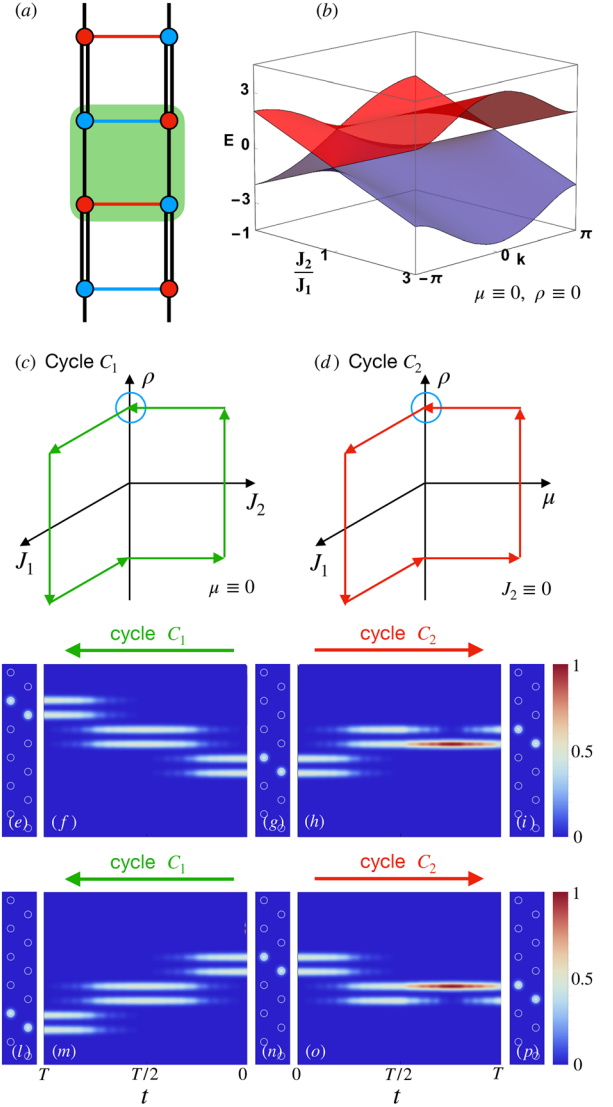 (a)
(b)
3
0
−3
−1
E
1
3
−π
0
π
k
J₂/J₁
μ ≡ 0, ρ ≡ 0
(c) Cycle C₁
(d) Cycle C₂
ρ
J₂
J₁
μ ≡ 0
ρ
μ
J₁
J₂ ≡ 0
cycle C₁
cycle C₂
(e)
(f)
(g)
(h)
(i)
1
0.5
0
cycle C₁
cycle C₂
(l)
(m)
(n)
(o)
(p)
1
0.5
0
T T/2 0
0 T/2 T
t
t